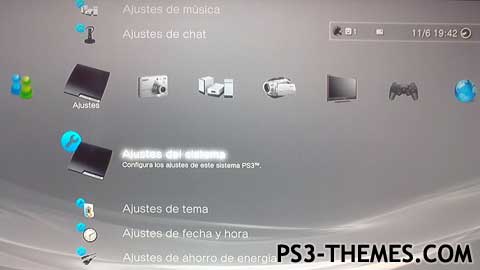 Ajustes de música
Ajustes de chat
1
11/6 19:42
Ajustes
Ajustes del sistema
Configura los ajustes de este sistema PS3™.
Ajustes de tema
Ajustes de fecha y hora
Ajustes de ahorro de energía
PS3-THEMES.COM